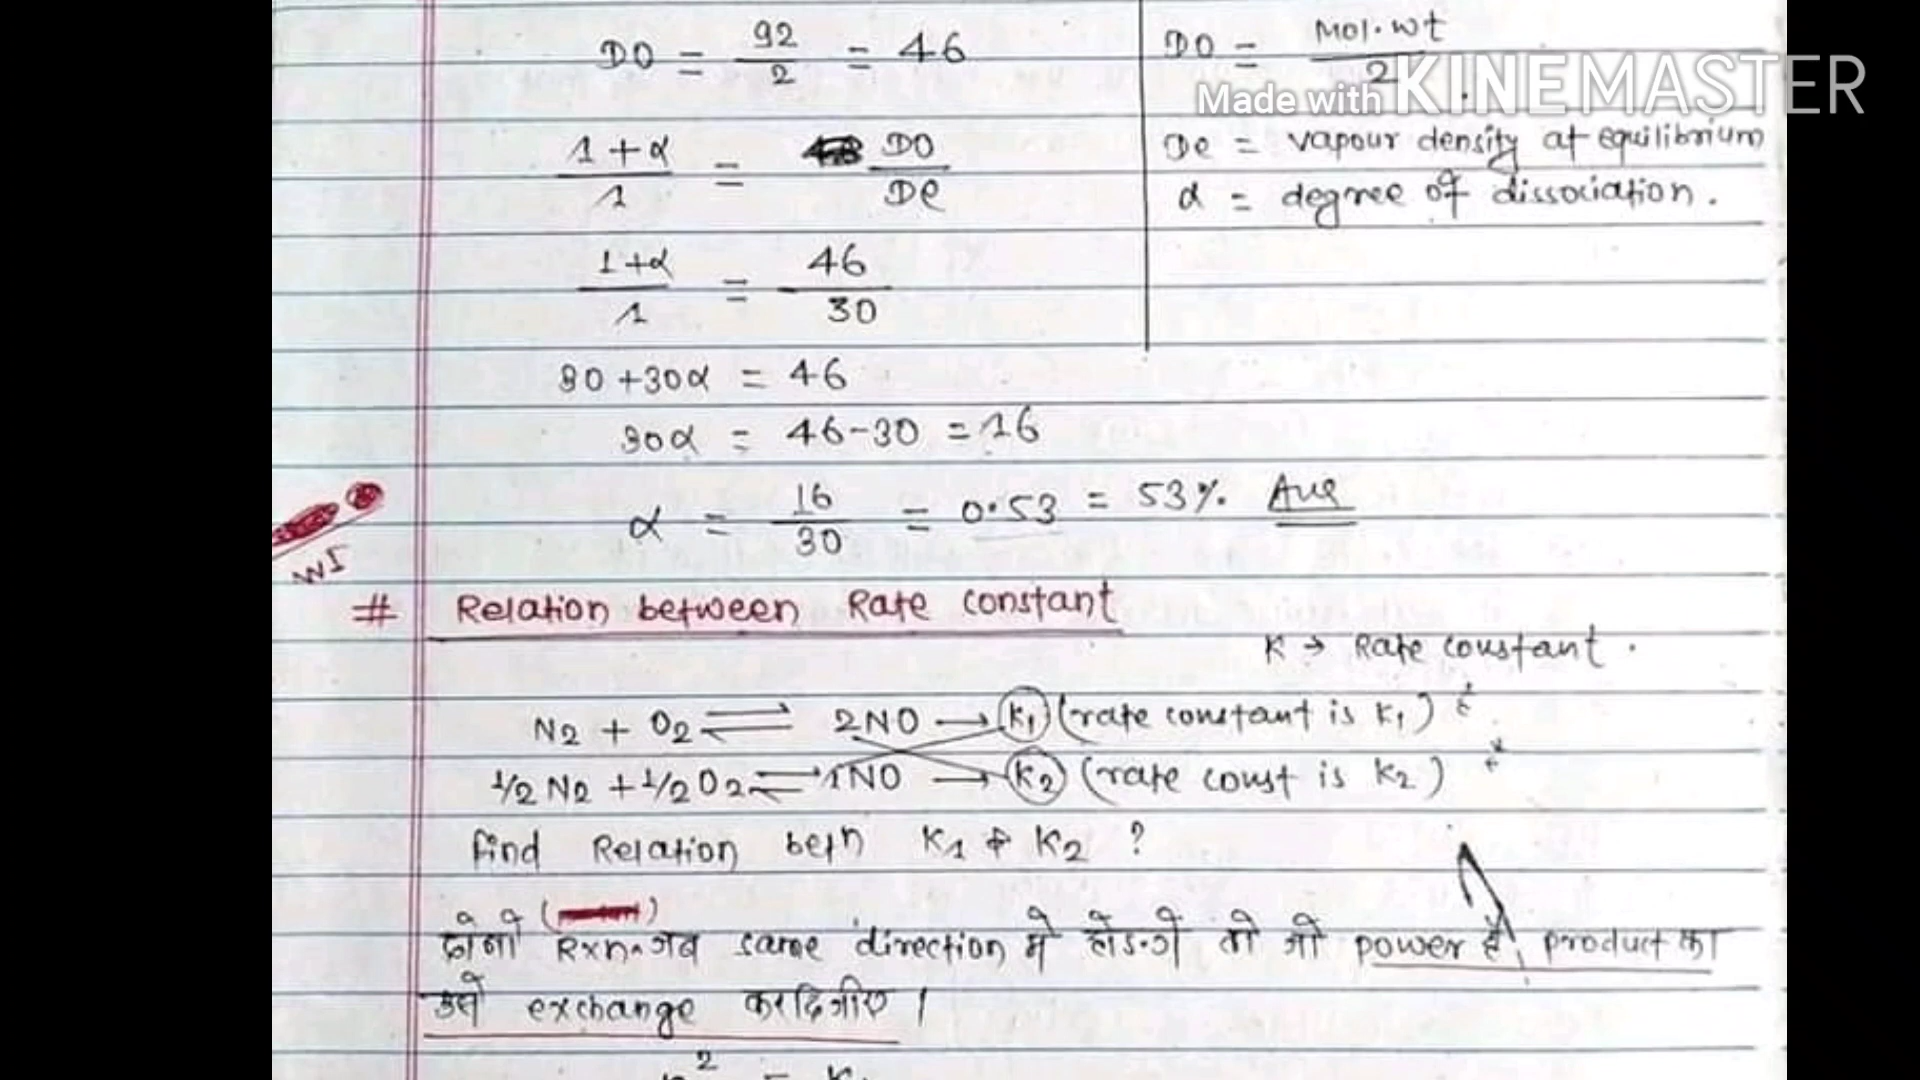 D0 = 92/2 = 46
D0 = Mol.wt/2
Made with KINEMASTER
1+α/1 = D0/De
De = vapour density at equilibrium
α = degree of dissociation.
1+α/1 = 46/30
30+30α = 46
30α = 46-30 = 16
α = 16/30 = 0.53 = 53% Ans
# Relation between Rate constant
K → Rate constant.
N2 + O2 ⇌ 2NO → K1 (rate constant is K1)
1/2 N2 + 1/2 O2 ⇌ 1NO → K2 (rate const is K2)
find Relation betn K1 & K2 ?
दोनो Rxn. जब same direction मे होंगे तो जो power है, product का
उसे exchange कर दिजीए ।